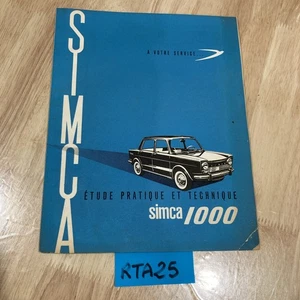 SIMCA
A VOTRE SERVICE
ÉTUDE PRATIQUE ET TECHNIQUE
simca 1000
RTA25